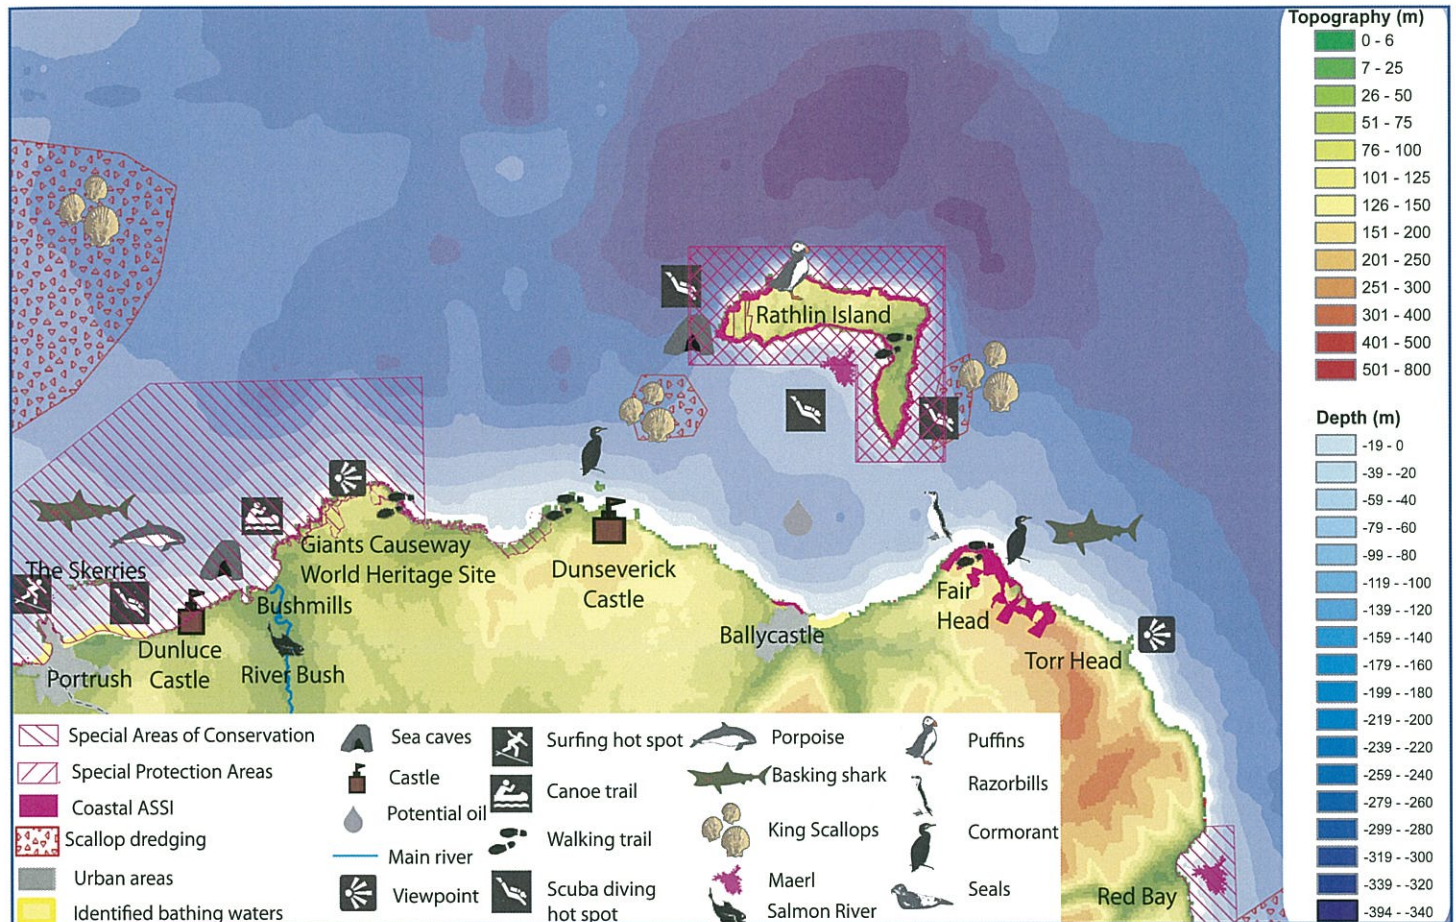 Topography (m)
0 - 6
7 - 25
26 - 50
51 - 75
76 - 100
101 - 125
126 - 150
151 - 200
201 - 250
251 - 300
301 - 400
401 - 500
501 - 800
Depth (m)
-19 - 0
-39 - -20
-59 - -40
-79 - -60
-99 - -80
-119 - -100
-139 - -120
-159 - -140
-179 - -160
-199 - -180
-219 - -200
-239 - -220
-259 - -240
-279 - -260
-299 - -280
-319 - -300
-339 - -320
-394 - -340
Rathlin Island
Giants Causeway
World Heritage Site
The Skerries
Bushmills
Dunseverick
Castle
Fair
Head
Ballycastle
Dunluce
Castle
Portrush
River Bush
Torr Head
Red Bay
Special Areas of Conservation
Special Protection Areas
Coastal ASSI
Scallop dredging
Urban areas
Identified bathing waters
Sea caves
Castle
Potential oil
Main river
Viewpoint
Surfing hot spot
Canoe trail
Walking trail
Scuba diving
hot spot
Porpoise
Basking shark
King Scallops
Maerl
Salmon River
Puffins
Razorbills
Cormorant
Seals